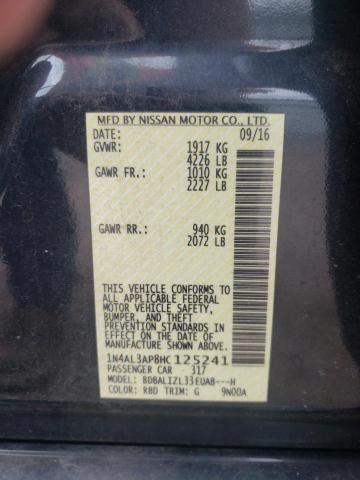 MFD BY NISSAN MOTOR CO., LTD.
DATE: 09/16
GVWR: 1917 KG
4226 LB
GAWR FR.: 1010 KG
2227 LB
GAWR RR.: 940 KG
2072 LB
THIS VEHICLE CONFORMS TO
ALL APPLICABLE FEDERAL
MOTOR VEHICLE SAFETY,
BUMPER, AND THEFT
PREVENTION STANDARDS IN
EFFECT ON THE DATE OF
MANUFACTURE SHOWN ABOVE.
1N4AL3AP8HC125241
PASSENGER CAR 317
MODEL: BDBALIZL33EUAB---H
COLOR: RBD TRIM: G 9N00A